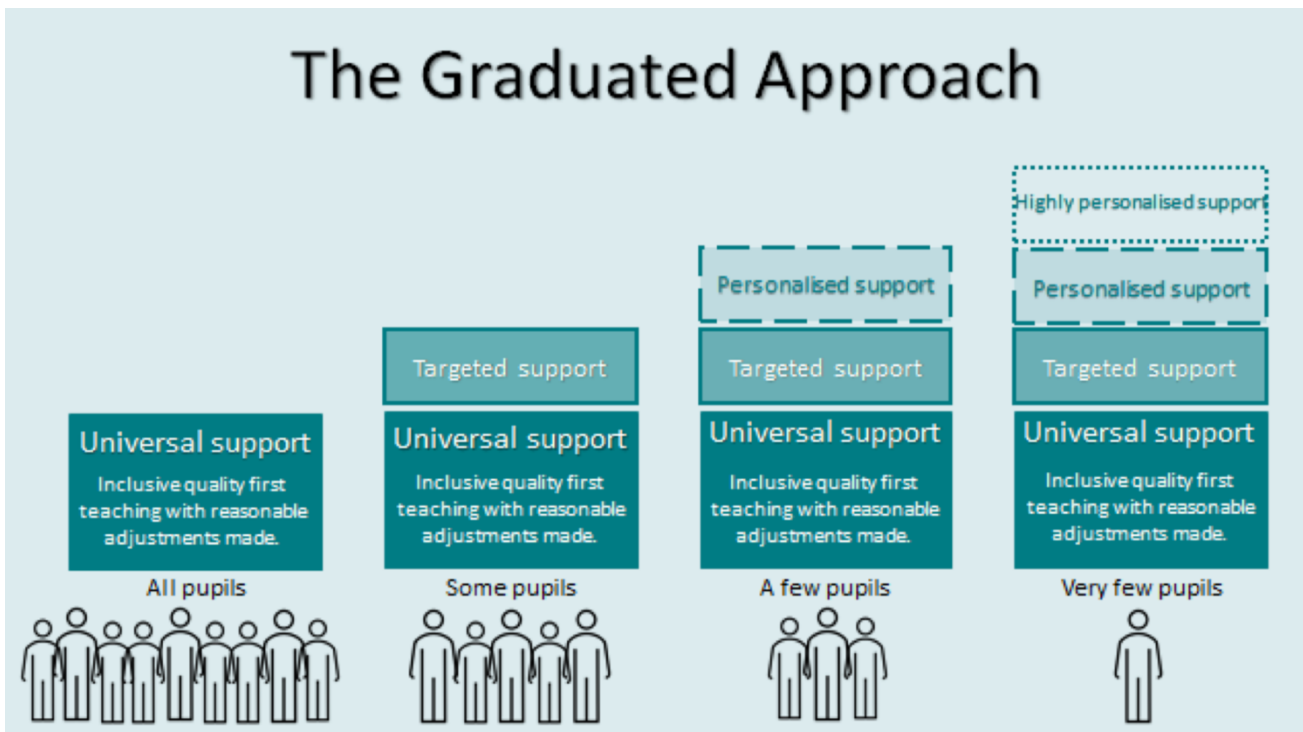 The Graduated Approach
Universal support
Inclusive quality first
teaching with reasonable
adjustments made.
All pupils
Targeted support
Universal support
Inclusive quality first
teaching with reasonable
adjustments made.
Some pupils
Personalised support
Targeted support
Universal support
Inclusive quality first
teaching with reasonable
adjustments made.
A few pupils
Highly personalised support
Personalised support
Targeted support
Universal support
Inclusive quality first
teaching with reasonable
adjustments made.
Very few pupils